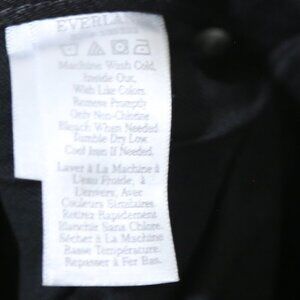 EVERLANE
Machine Wash Cold,
Inside Out,
Wash Like Colors.
Remove Promptly
Only Non-Chlorine
Bleach When Needed.
Tumble Dry Low.
Cool Iron If Needed.
Laver à La Machine à
L'eau Froide, à
L'envers, Avec
Couleurs Similaires.
Retirez Rapidement
Blanchir Sans Chlore.
Sécher à La Machine
Basse Température.
Repasser à Fer Bas.